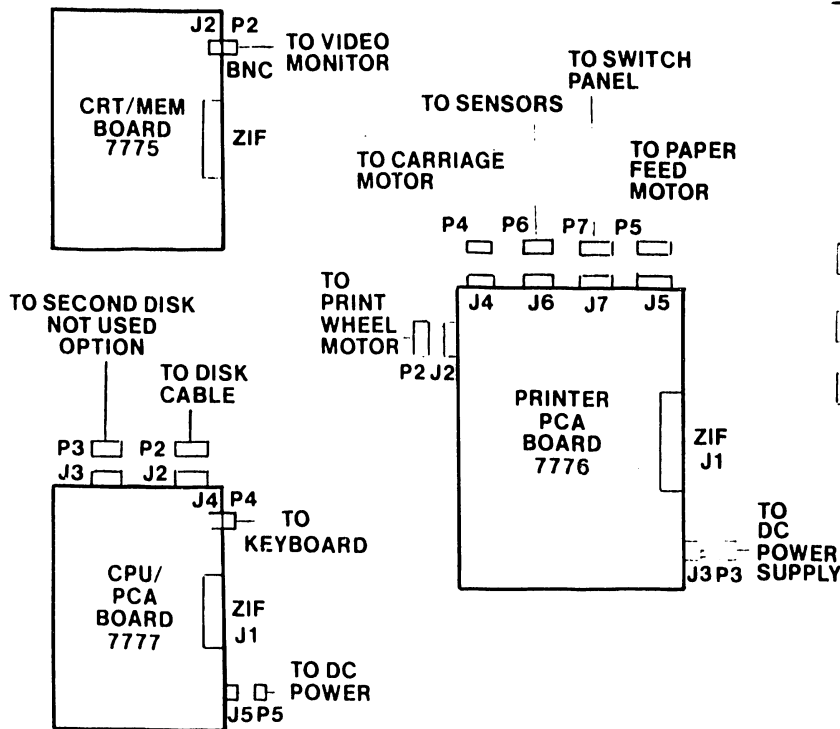 J2 P2
TO VIDEO
MONITOR
BNC
CRT/MEM
BOARD
7775
ZIF
TO SWITCH
PANEL
TO SENSORS
TO CARRIAGE
MOTOR
TO PAPER
FEED
MOTOR
P4 P6 P7 P5
J4 J6 J7 J5
TO
PRINT
WHEEL
MOTOR
P2 J2
PRINTER
PCA
BOARD
7776
ZIF
J1
TO
DC
POWER
SUPPLY
J3 P3
TO SECOND DISK
NOT USED
OPTION
TO DISK
CABLE
P3 P2
J3 J2
J4 P4
TO
KEYBOARD
CPU/
PCA
BOARD
7777
ZIF
J1
TO DC
POWER
J5 P5